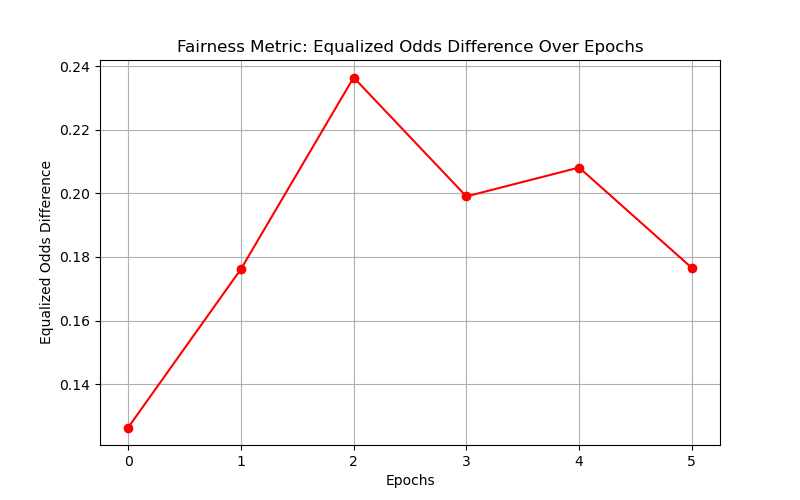 Fairness Metric: Equalized Odds Difference Over Epochs
0.24
0.22
0.20
0.18
0.16
0.14
Equalized Odds Difference
0 1 2 3 4 5
Epochs